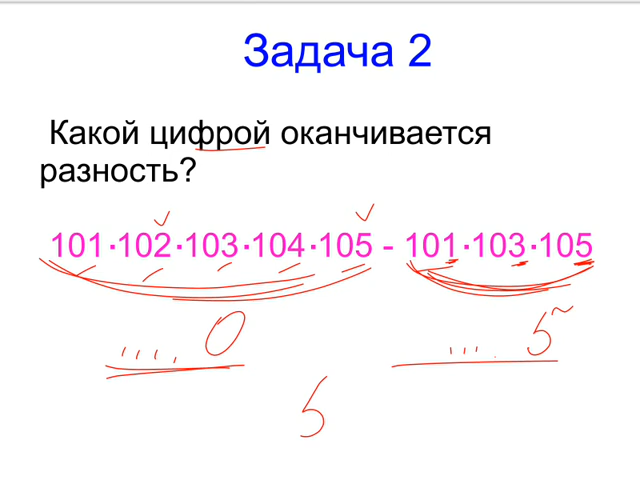 Задача 2
Какой цифрой оканчивается
разность?
101·102·103·104·105 - 101·103·105
.... 0 .... 5
5